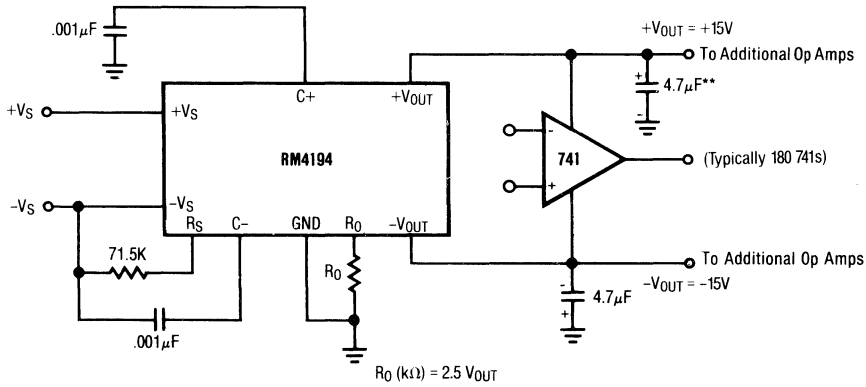 .001µF
+VOUT = +15V
To Additional Op Amps
+
4.7µF**
-
C+
+VOUT
+VS
+VS
RM4194
-
741
+
(Typically 180 741s)
-VS
-VS
RS
C-
GND
RO
-VOUT
71.5K
RO
To Additional Op Amps
-VOUT = -15V
-
4.7µF
+
.001µF
RO (kΩ) = 2.5 VOUT